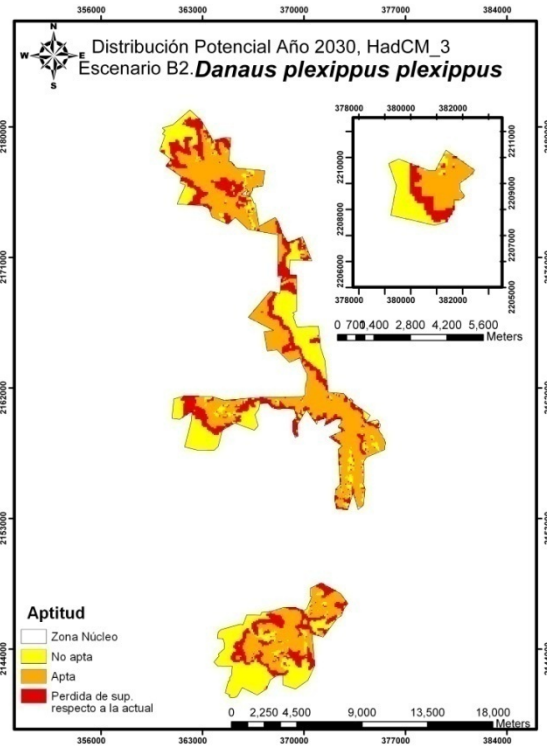 356000 363000 370000 377000 384000
N
W E
S
Distribución Potencial Año 2030, HadCM_3
Escenario B2.Danaus plexippus plexippus
378000 380000 382000
2211000
2210000
2209000
2208000
2207000
2206000
2205000
378000 380000 382000
0 700 1,400 2,800 4,200 5,600
Meters
2180000
2171000
2162000
2153000
2144000
Aptitud
Zona Núcleo
No apta
Apta
Perdida de sup.
respecto a la actual
0 2,250 4,500 9,000 13,500 18,000
Meters
356000 363000 370000 377000 384000